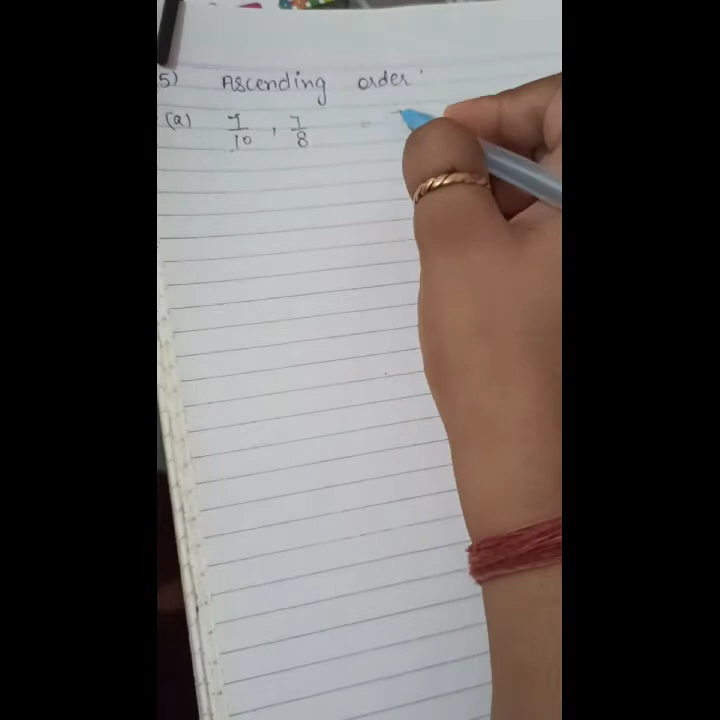 5) Ascending order:
(a) 7/10 , 7/8 =